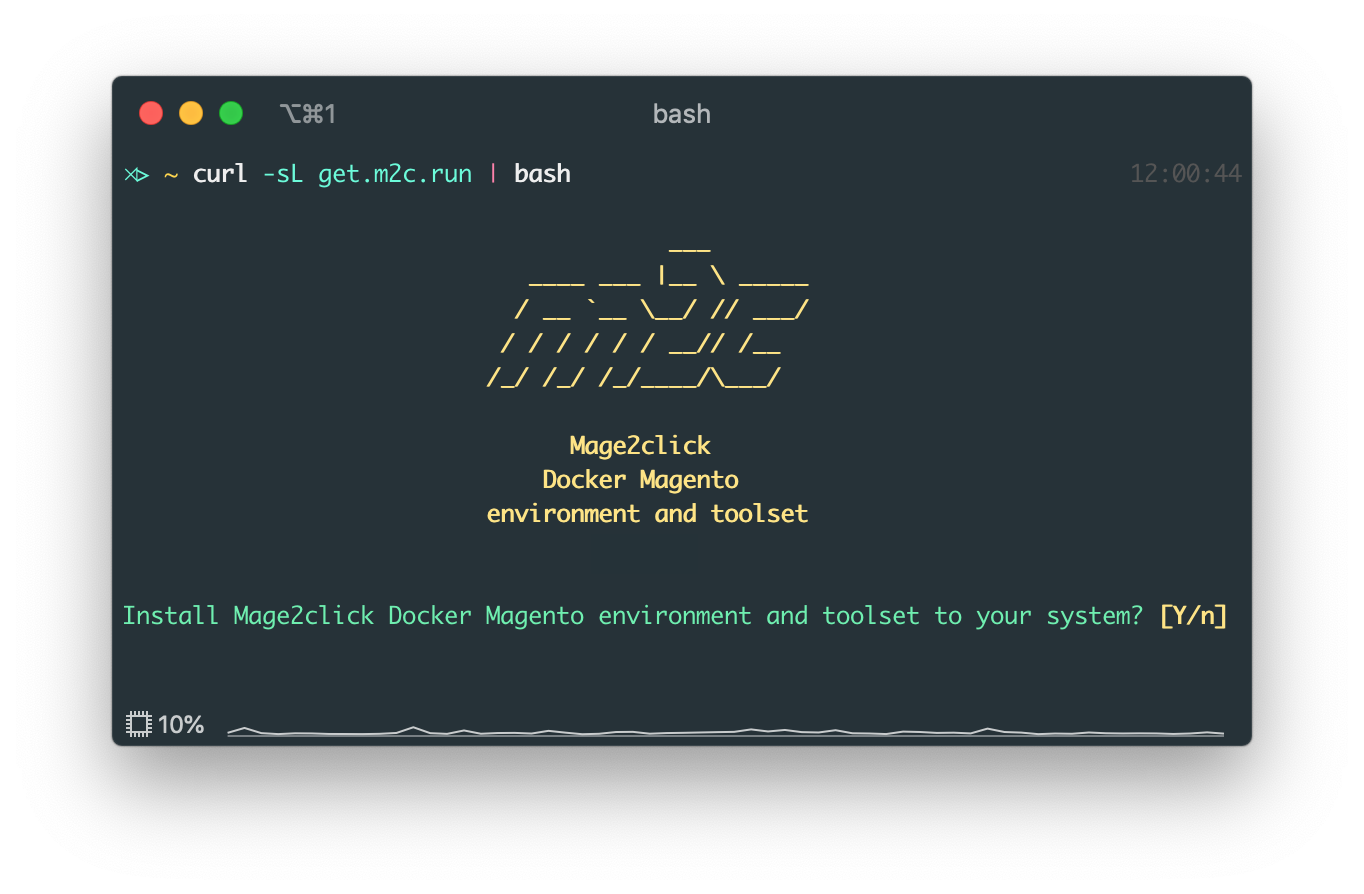 ⌥⌘1 bash
~ curl -sL get.m2c.run | bash 12:00:44
                                       ___
                             ____ ___ |__ \ _____
                            / __ `__ \__/ // ___/
                           / / / / / / __// /__
                          /_/ /_/ /_/____/\___/
Mage2click
Docker Magento
environment and toolset
Install Mage2click Docker Magento environment and toolset to your system? [Y/n]
10%